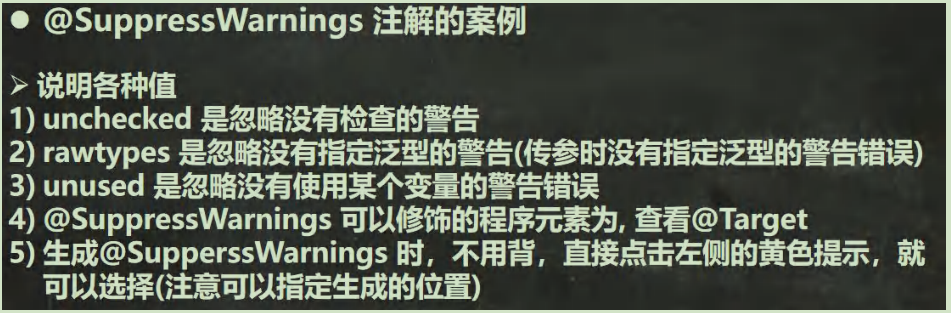 ● @SuppressWarnings 注解的案例
➢ 说明各种值
1) unchecked 是忽略没有检查的警告
2) rawtypes 是忽略没有指定泛型的警告(传参时没有指定泛型的警告错误)
3) unused 是忽略没有使用某个变量的警告错误
4) @SuppressWarnings 可以修饰的程序元素为, 查看@Target
5) 生成@SupperssWarnings 时，不用背，直接点击左侧的黄色提示，就
可以选择(注意可以指定生成的位置)